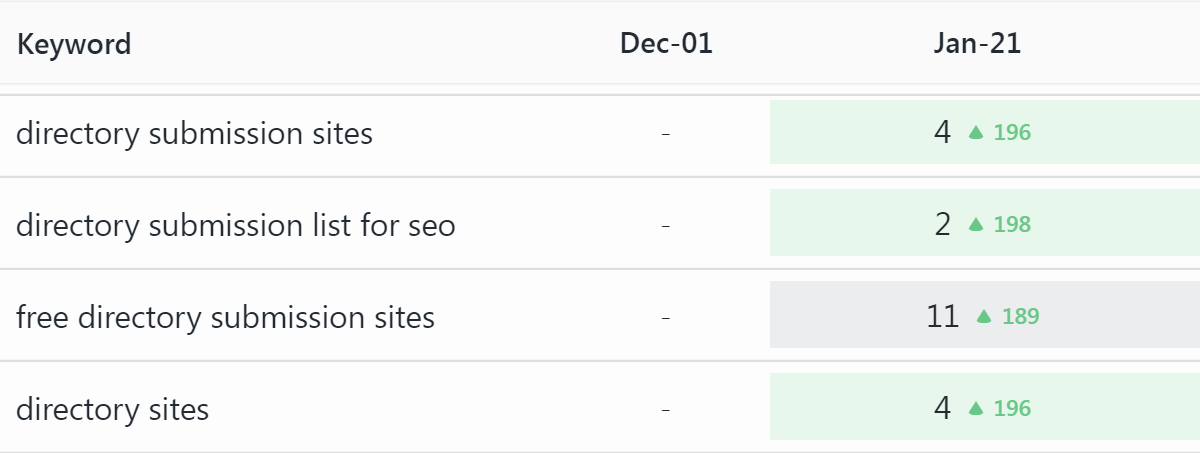 Keyword Dec-01 Jan-21
directory submission sites - 4 ▲ 196
directory submission list for seo - 2 ▲ 198
free directory submission sites - 11 ▲ 189
directory sites - 4 ▲ 196